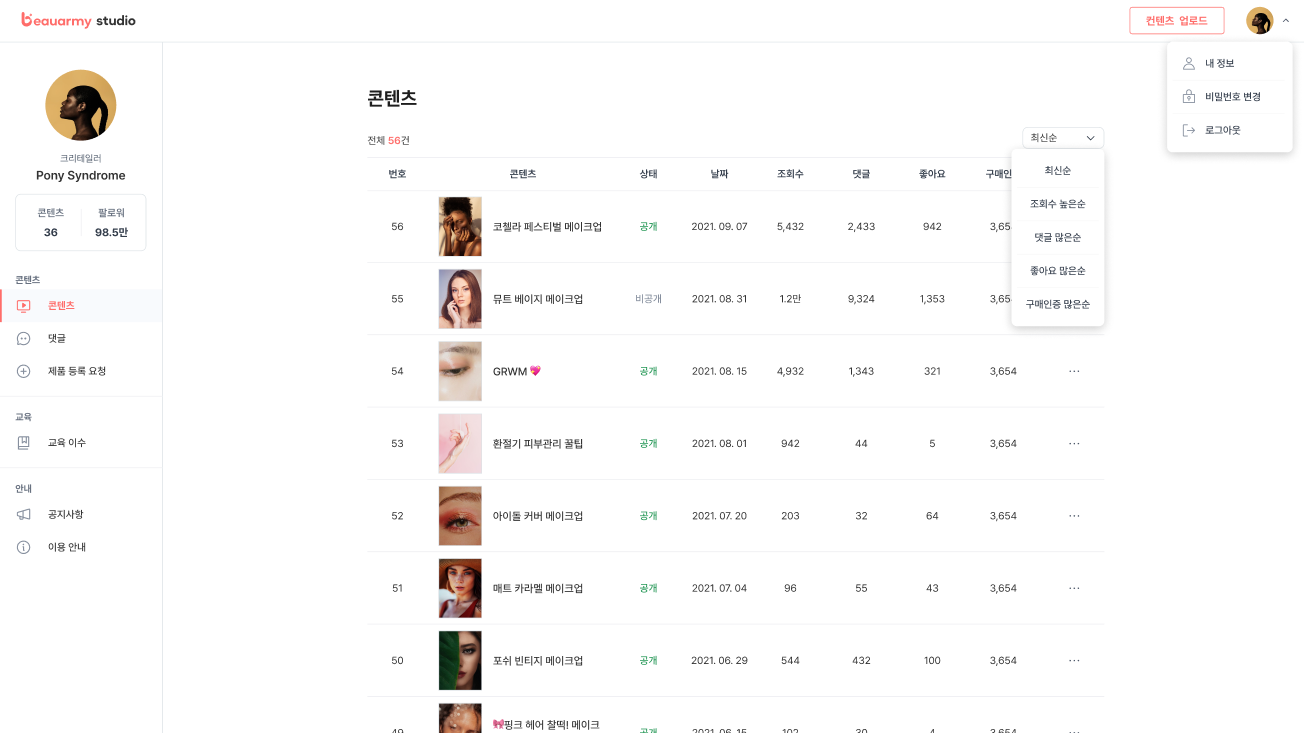 beauarmy studio
컨텐츠 업로드
내 정보
비밀번호 변경
로그아웃
크리테일러
Pony Syndrome
콘텐츠 팔로워
36 98.5만
콘텐츠
콘텐츠
댓글
제품 등록 요청
교육
교육 이수
안내
공지사항
이용 안내
콘텐츠
전체 56건
최신순
최신순
조회수 높은순
댓글 많은순
좋아요 많은순
구매인증 많은순
번호 콘텐츠 상태 날짜 조회수 댓글 좋아요
56 코첼라 페스티벌 메이크업 공개 2021. 09. 07 5,432 2,433 942
55 뮤트 베이지 메이크업 비공개 2021. 08. 31 1.2만 9,324 1,353
54 GRWM 💖 공개 2021. 08. 15 4,932 1,343 321 3,654 ···
53 환절기 피부관리 꿀팁 공개 2021. 08. 01 942 44 5 3,654 ···
52 아이돌 커버 메이크업 공개 2021. 07. 20 203 32 64 3,654 ···
51 매트 카라멜 메이크업 공개 2021. 07. 04 96 55 43 3,654 ···
50 포쉬 빈티지 메이크업 공개 2021. 06. 29 544 432 100 3,654 ···
🎀핑크 헤어 찰떡! 메이크
49 공개 2021. 06. 15 102 30 4 3,654 ···